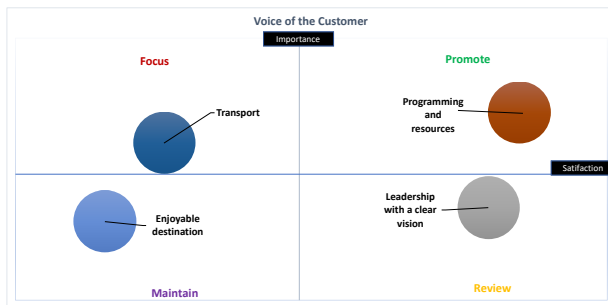 Voice of the Customer
Importance
Focus
Promote
Transport
Programming
and
resources
Satifaction
Enjoyable
destination
Leadership
with a clear
vision
Maintain
Review